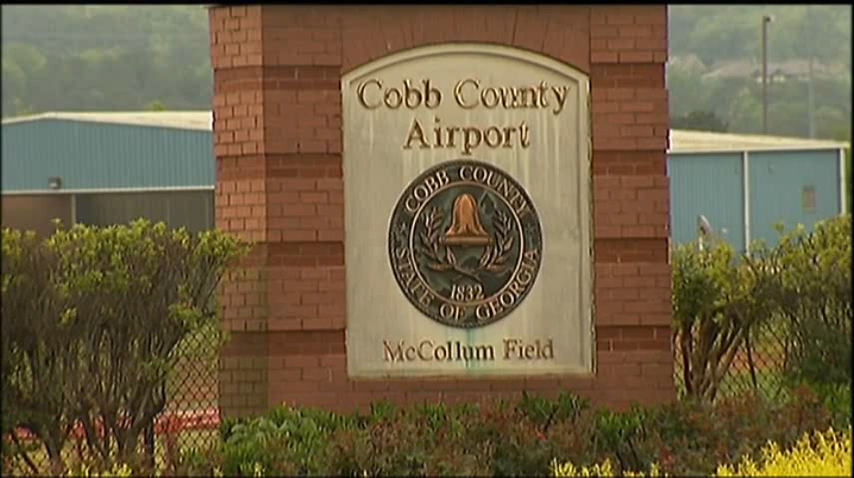 Cobb County
Airport
COBB COUNTY
1832
STATE OF GEORGIA
McCollum Field